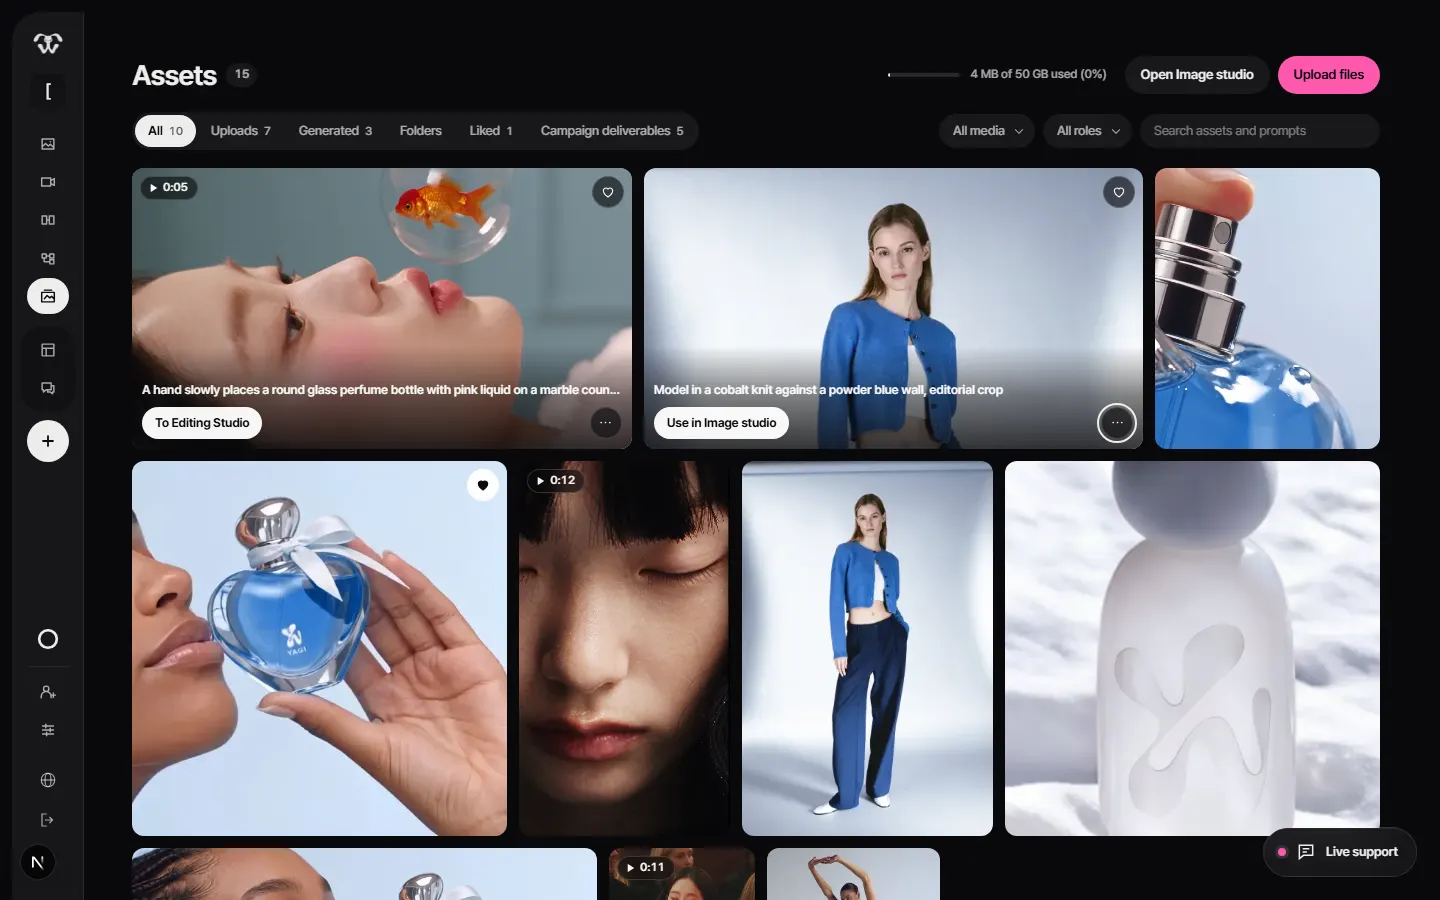 [
Assets 15
4 MB of 50 GB used (0%)
Open Image studio
Upload files
All 10
Uploads 7
Generated 3
Folders
Liked 1
Campaign deliverables 5
All media
All roles
Search assets and prompts
0:05
A hand slowly places a round glass perfume bottle with pink liquid on a marble coun...
To Editing Studio
Model in a cobalt knit against a powder blue wall, editorial crop
Use in Image studio
0:12
YAGI
0:11
Live support
N